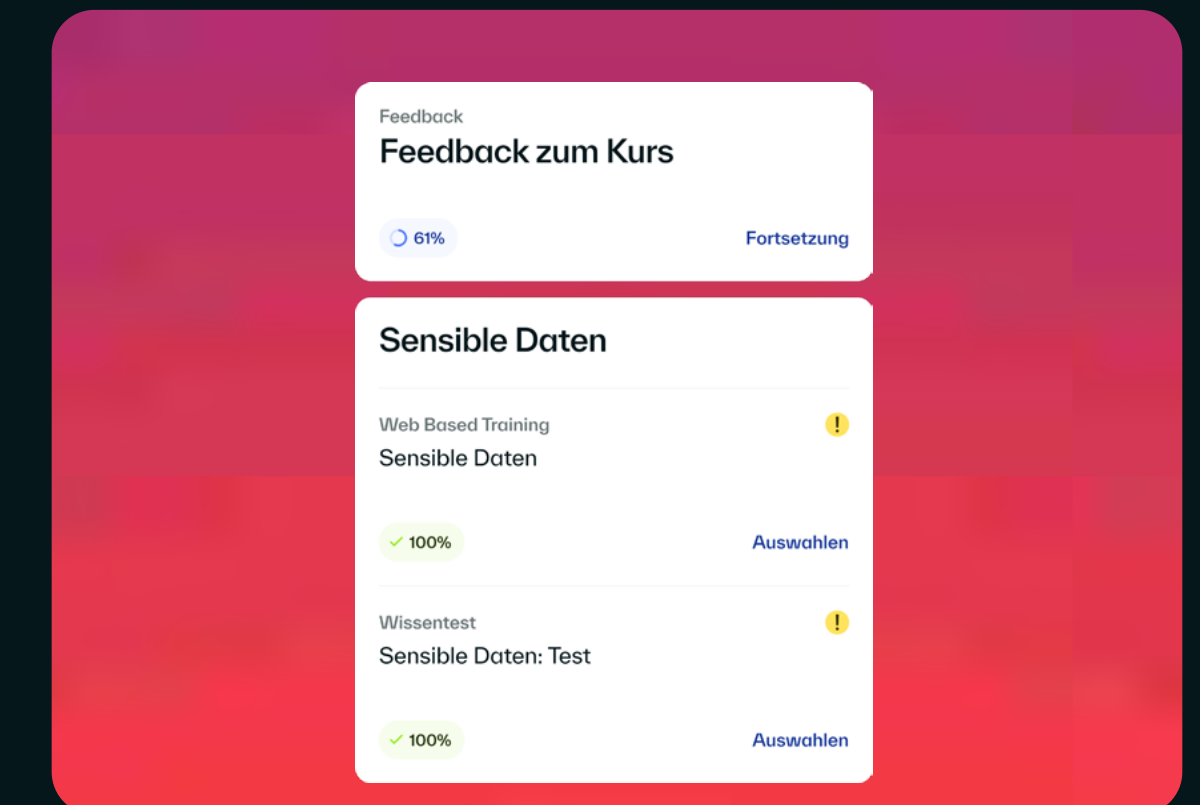 Feedback
Feedback zum Kurs
61%
Fortsetzung
Sensible Daten
Web Based Training
!
Sensible Daten
100%
Auswahlen
Wissentest
!
Sensible Daten: Test
100%
Auswahlen